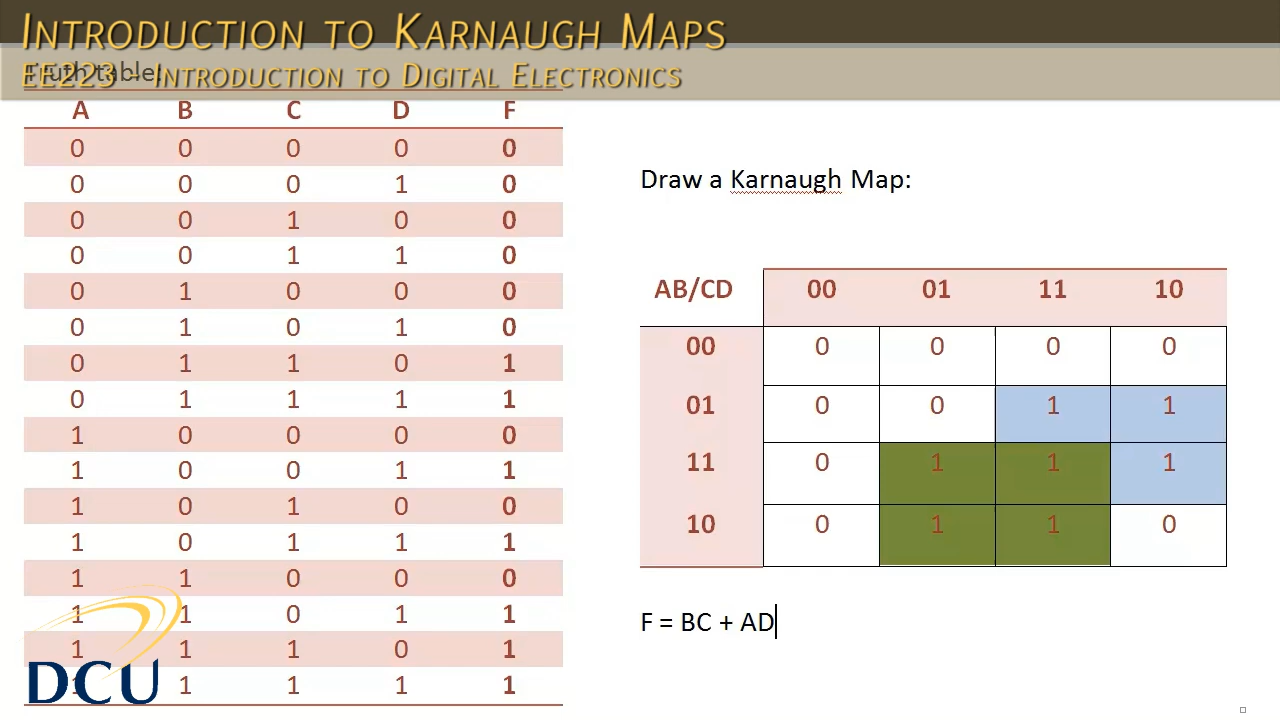 INTRODUCTION TO KARNAUGH MAPS
Truth table:
EE223 - INTRODUCTION TO DIGITAL ELECTRONICS
A B C D F
0 0 0 0 0
0 0 0 1 0
0 0 1 0 0
0 0 1 1 0
0 1 0 0 0
0 1 0 1 0
0 1 1 0 1
0 1 1 1 1
1 0 0 0 0
1 0 0 1 1
1 0 1 0 0
1 0 1 1 1
1 1 0 0 0
1 1 0 1 1
1 1 1 0 1
1 1 1 1 1
DCU
Draw a Karnaugh Map:
AB/CD 00 01 11 10
00 0 0 0 0
01 0 0 1 1
11 0 1 1 1
10 0 1 1 0
F = BC + AD